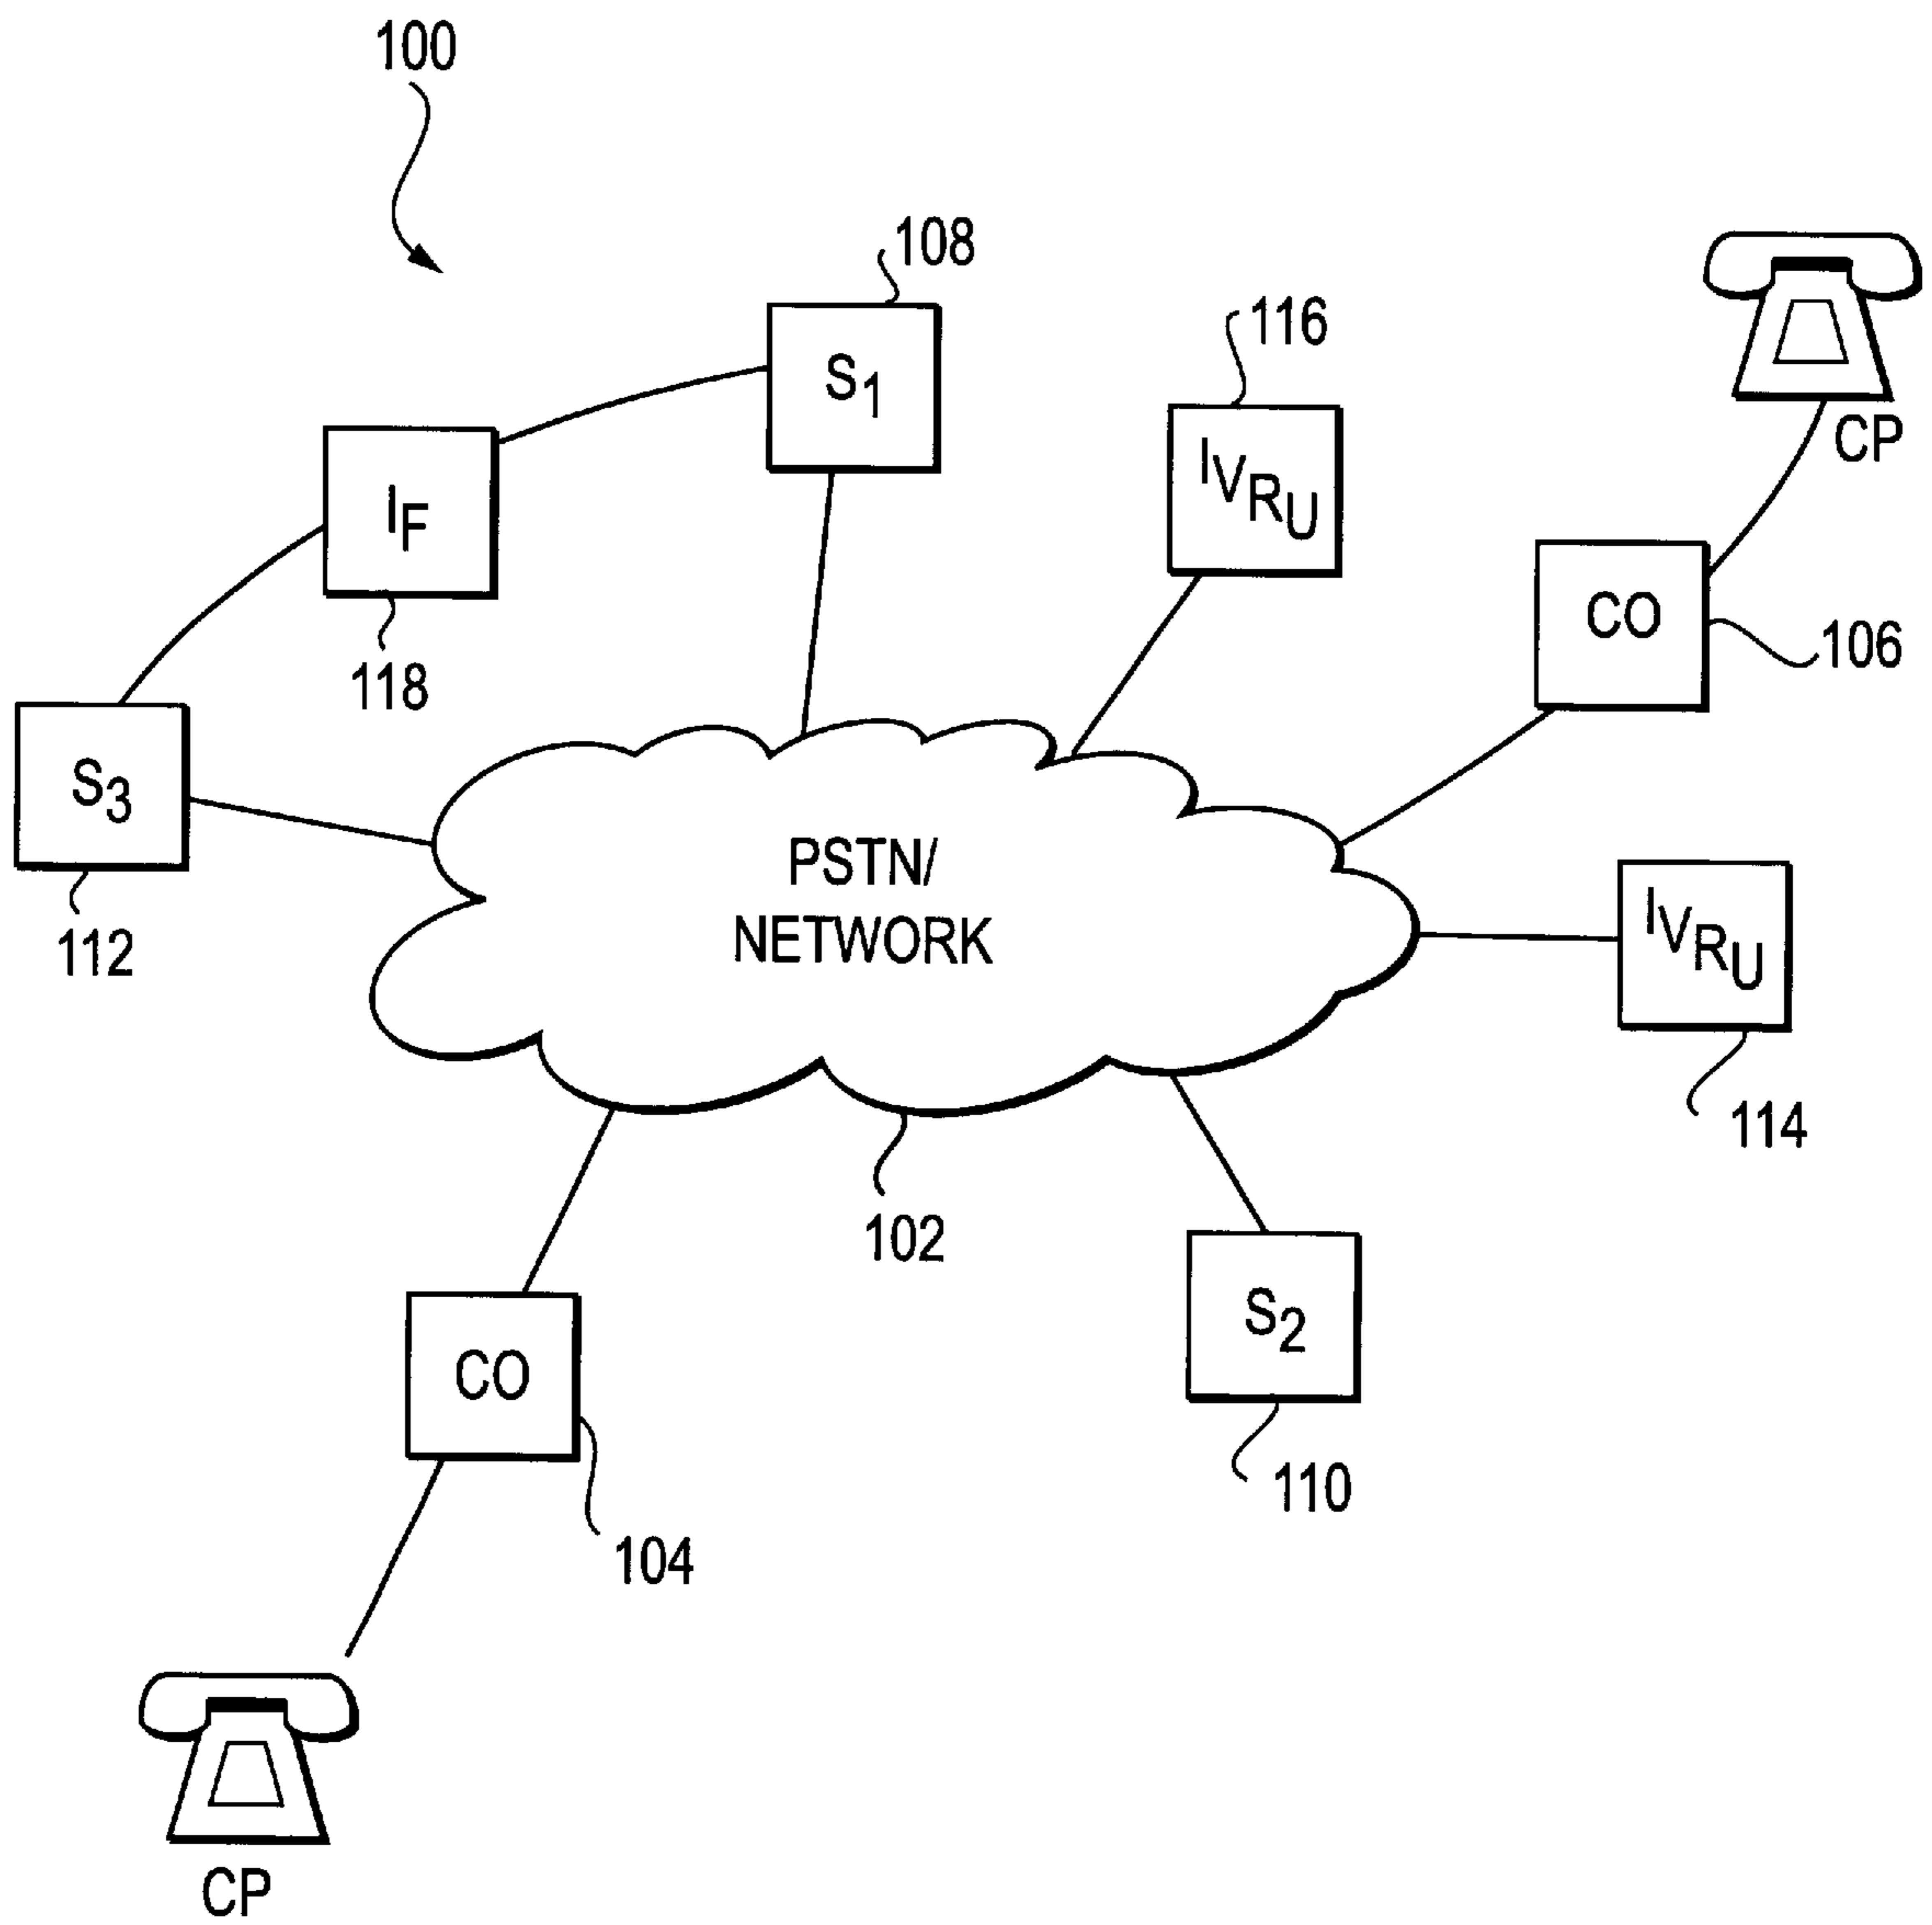 100
108
116
S1
CP
IVRU
IF
CO
106
118
S3
PSTN/
NETWORK
IVRU
112
114
102
S2
CO
110
104
CP